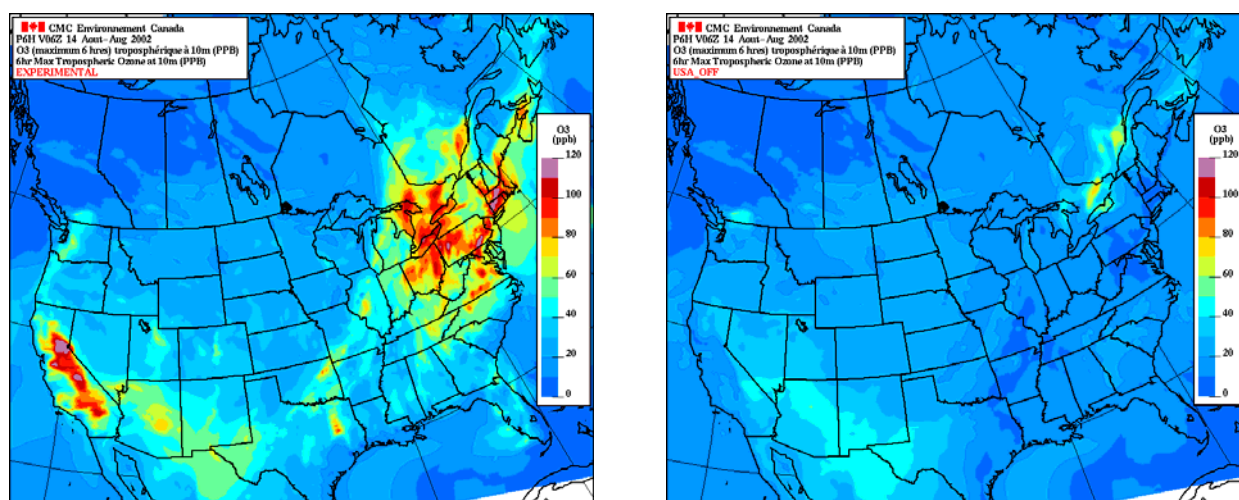 CMC Environnement Canada
P6H V06Z 14 Aout-Aug 2002
O3 (maximum 6 hres) troposphérique à 10m (PPB)
6hr Max Tropospheric Ozone at 10m (PPB)
EXPERIMENTAL
O3
(ppb)
120
100
80
60
40
20
0
CMC Environnement Canada
P6H V06Z 14 Aout-Aug 2002
O3 (maximum 6 hres) troposphérique à 10m (PPB)
6hr Max Tropospheric Ozone at 10m (PPB)
USA_OFF
O3
(ppb)
120
100
80
60
40
20
0